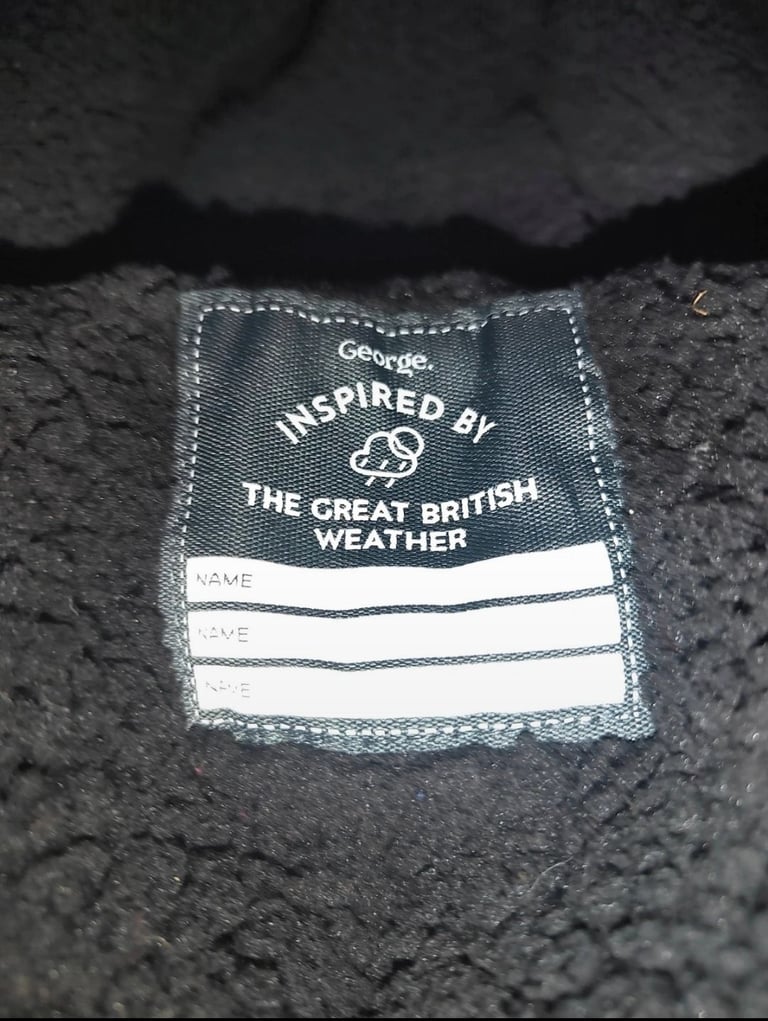 George.
INSPIRED BY
THE GREAT BRITISH
WEATHER
NAME
NAME
NAME